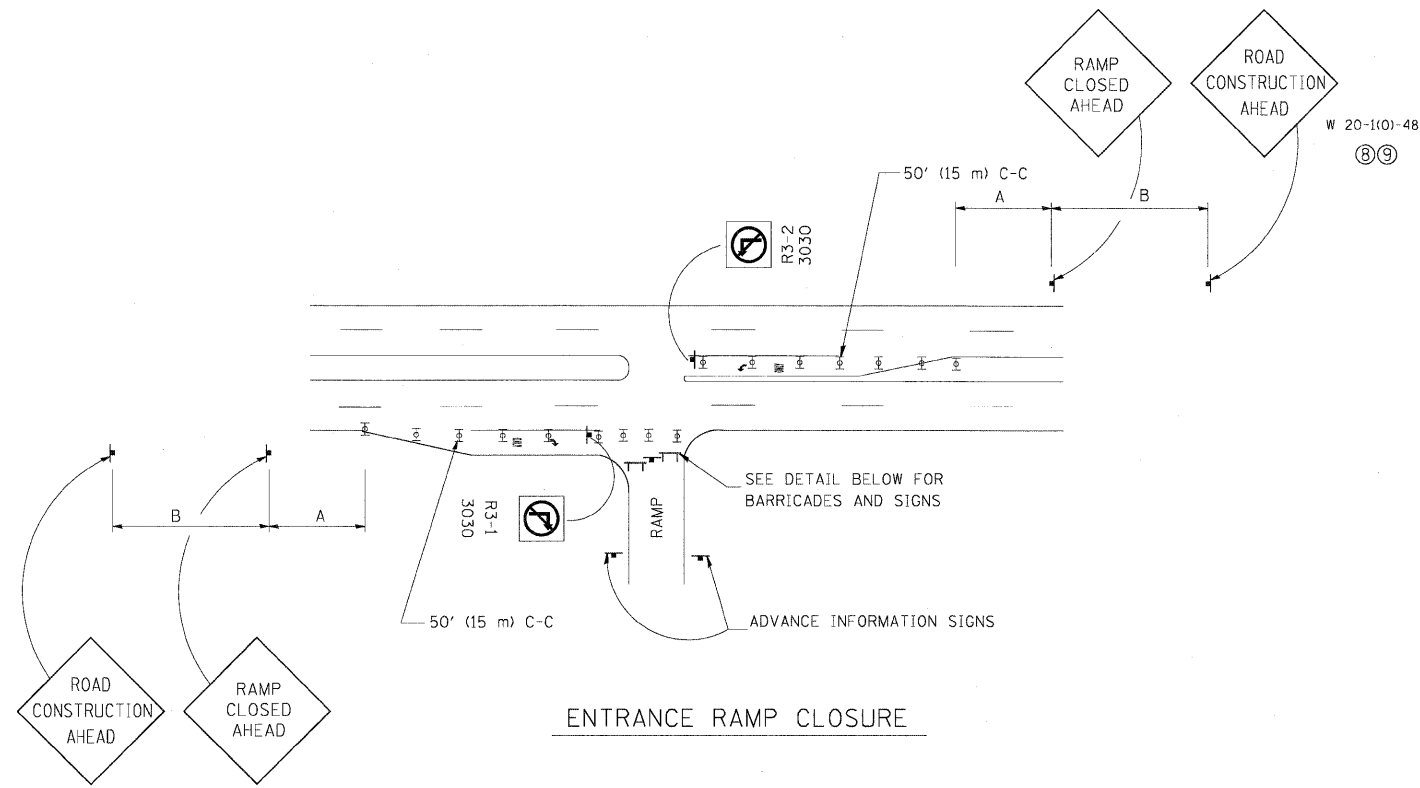 RAMP
CLOSED
AHEAD
ROAD
CONSTRUCTION
AHEAD
W 20-1(O)-48
⑧⑨
50' (15 m) C-C
A
B
R3-2
3030
SEE DETAIL BELOW FOR
BARRICADES AND SIGNS
B
A
R3-1
3030
RAMP
50' (15 m) C-C
ADVANCE INFORMATION SIGNS
ROAD
CONSTRUCTION
AHEAD
RAMP
CLOSED
AHEAD
ENTRANCE RAMP CLOSURE